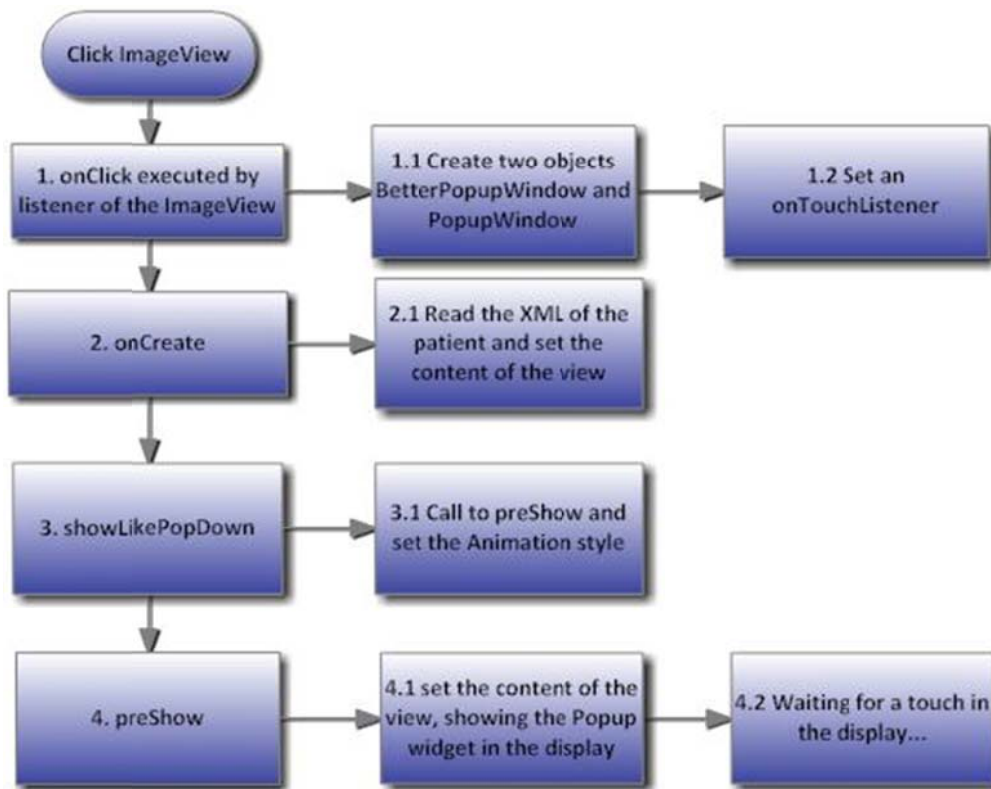 Click ImageView
1. onClick executed by
listener of the ImageView
1.1 Create two objects
BetterPopupWindow and
PopupWindow
1.2 Set an
onTouchListener
2. onCreate
2.1 Read the XML of the
patient and set the
content of the view
3. showLikePopDown
3.1 Call to preShow and
set the Animation style
4. preShow
4.1 set the content of the
view, showing the Popup
widget in the display
4.2 Waiting for a touch in
the display...